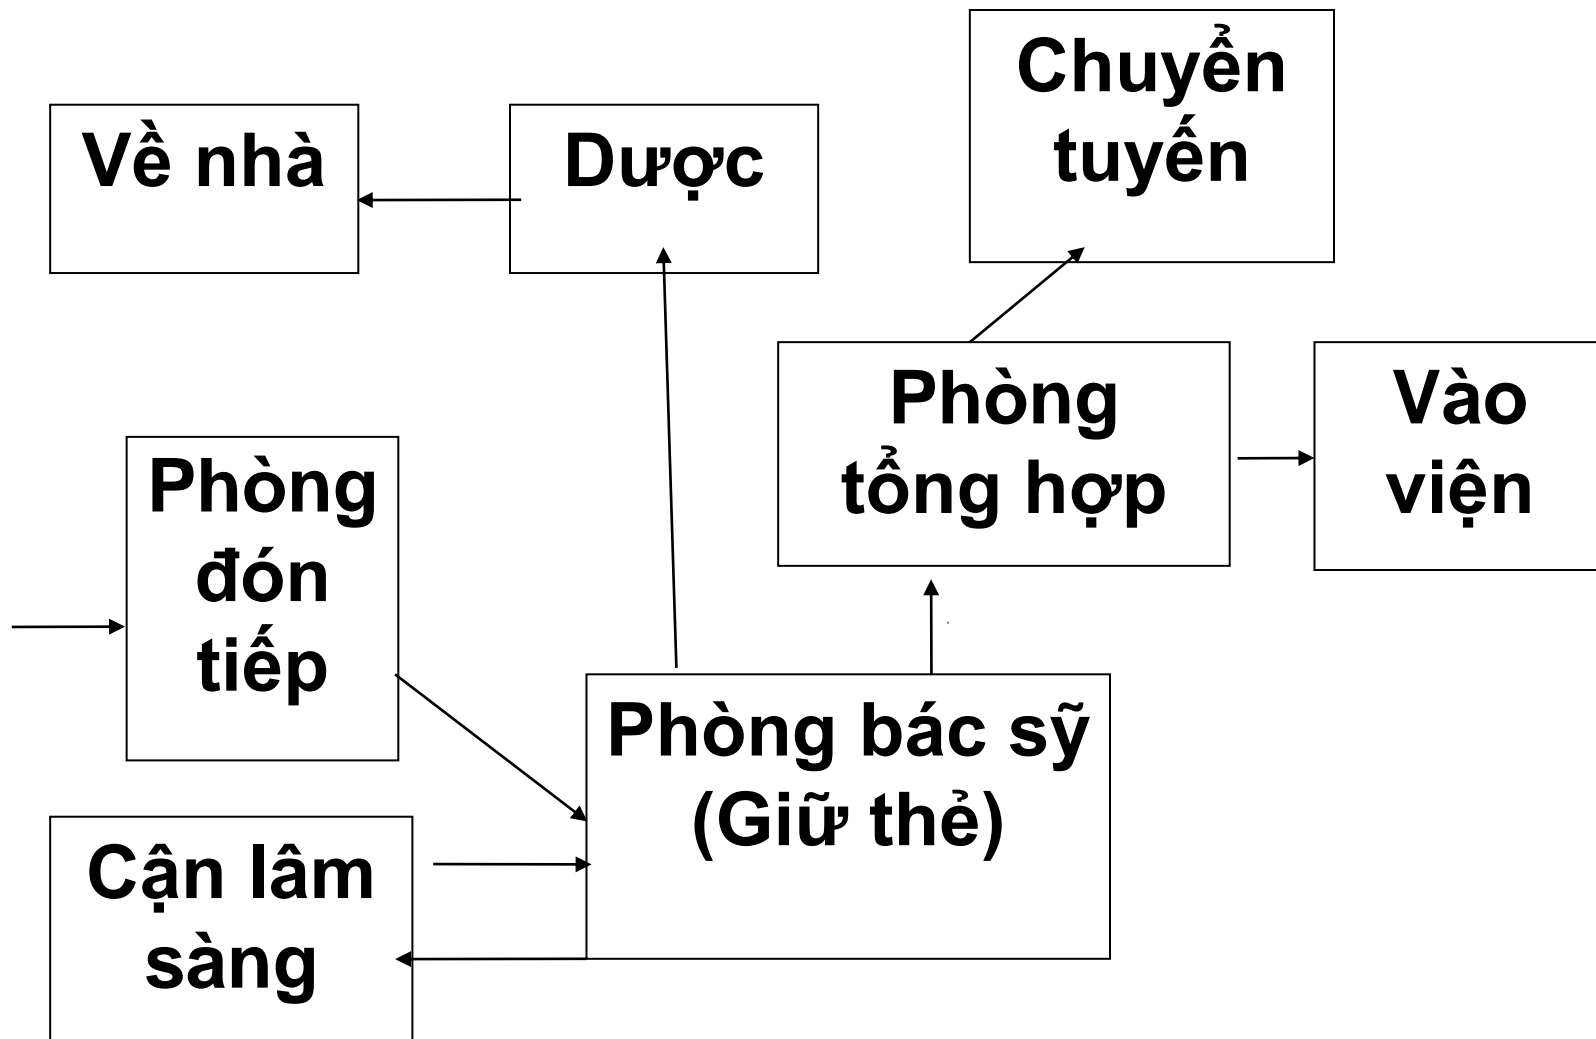 Chuyển
tuyến
Về nhà
Dược
Phòng
tổng hợp
Vào
viện
Phòng
đón
tiếp
Phòng bác sỹ
(Giữ thẻ)
Cận lâm
sàng